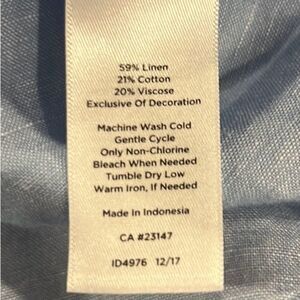 59% Linen
21% Cotton
20% Viscose
Exclusive Of Decoration
Machine Wash Cold
Gentle Cycle
Only Non-Chlorine
Bleach When Needed
Tumble Dry Low
Warm Iron, If Needed
Made In Indonesia
CA #23147
ID4976 12/17